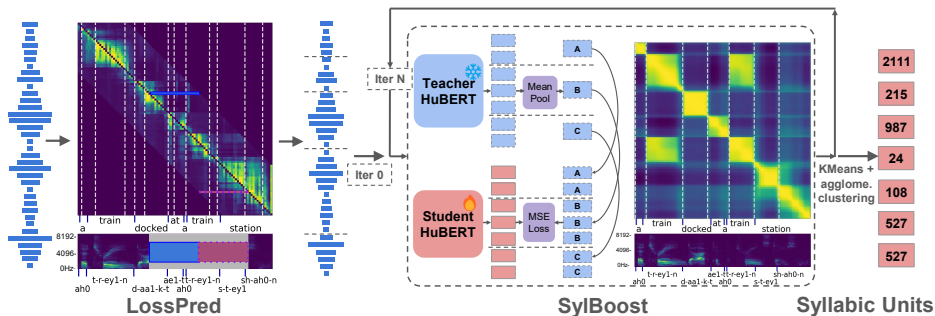 a train docked at a train station
8192-
4096-
0Hz-
t-r-ey1-n ae1-t t-r-ey1-n sh-ah0-n
ah0 d-aa1-k-t ah0 s-t-ey1
LossPred
Iter N
Iter 0
Teacher
HuBERT
Mean
Pool
A
B
C
Student
HuBERT
MSE
Loss
A
A
B
B
B
C
C
a train docked at a train station
8192-
4096-
0Hz-
t-r-ey1-n ae1-t t-r-ey1-n sh-ah0-n
ah0 d-aa1-k-t ah0 s-t-ey1
SylBoost
KMeans +
agglome.
clustering
2111
215
987
24
108
527
527
Syllabic Units